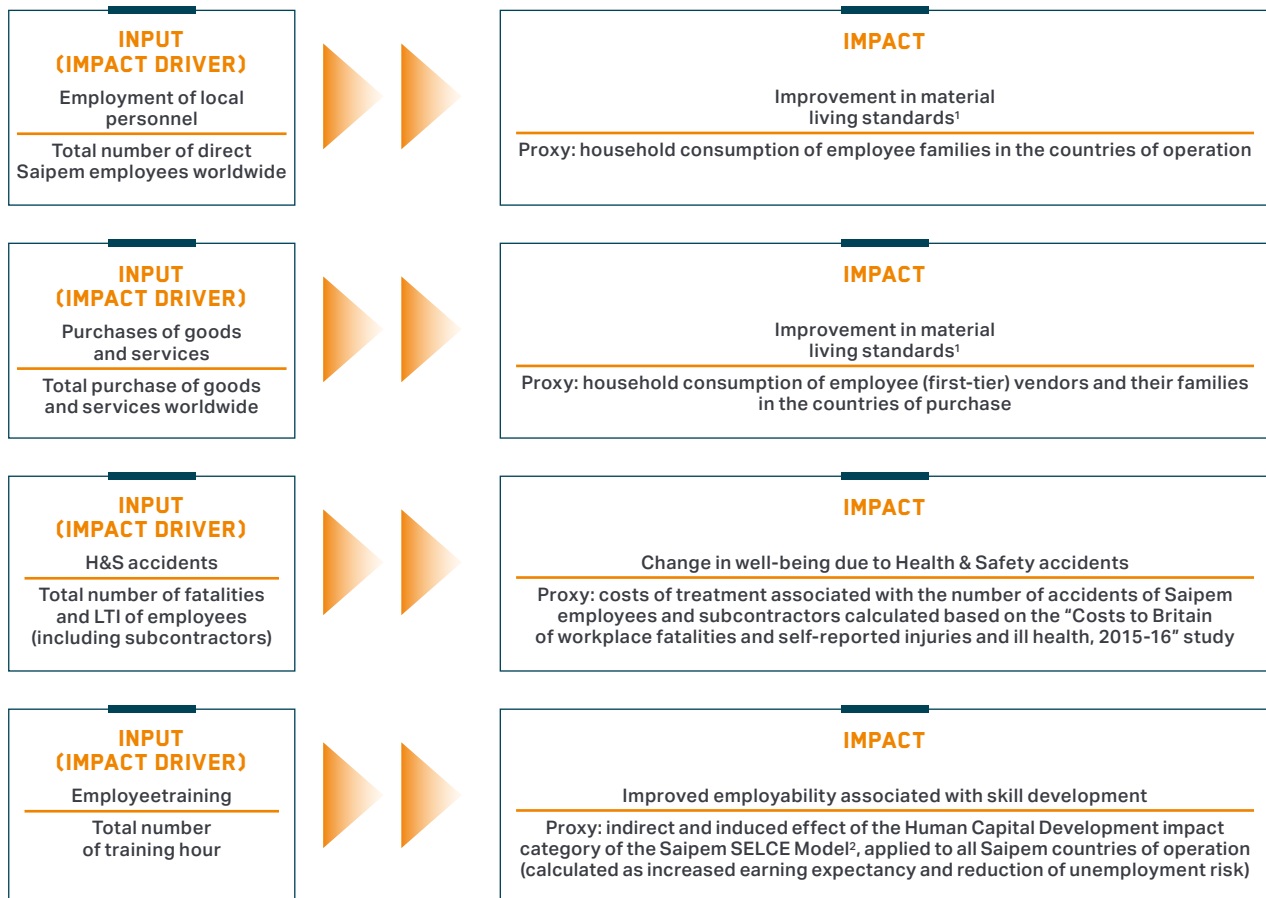 INPUT
(IMPACT DRIVER)
Employment of local
personnel
Total number of direct
Saipem employees worldwide
IMPACT
Improvement in material
living standards¹
Proxy: household consumption of employee families in the countries of operation
INPUT
(IMPACT DRIVER)
Purchases of goods
and services
Total purchase of goods
and services worldwide
IMPACT
Improvement in material
living standards¹
Proxy: household consumption of employee (first-tier) vendors and their families
in the countries of purchase
INPUT
(IMPACT DRIVER)
H&S accidents
Total number of fatalities
and LTI of employees
(including subcontractors)
IMPACT
Change in well-being due to Health & Safety accidents
Proxy: costs of treatment associated with the number of accidents of Saipem
employees and subcontractors calculated based on the “Costs to Britain
of workplace fatalities and self-reported injuries and ill health, 2015-16” study
INPUT
(IMPACT DRIVER)
Employeetraining
Total number
of training hour
IMPACT
Improved employability associated with skill development
Proxy: indirect and induced effect of the Human Capital Development impact
category of the Saipem SELCE Model², applied to all Saipem countries of operation
(calculated as increased earning expectancy and reduction of unemployment risk)